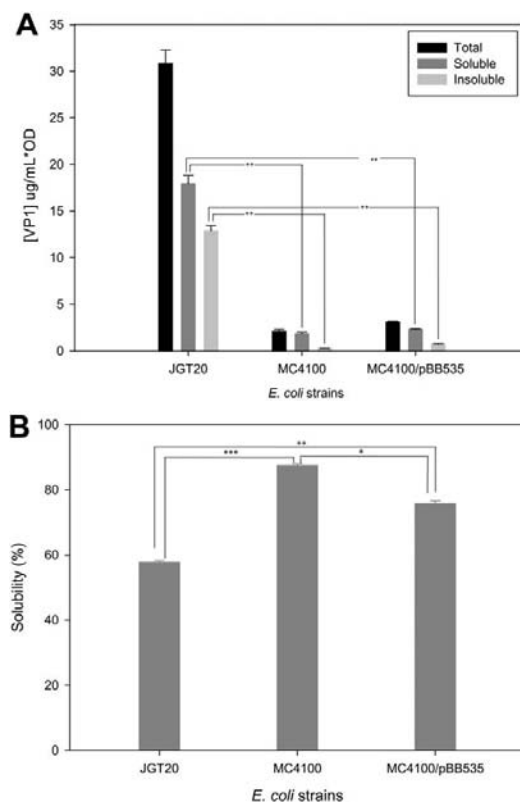 A
35
30
25
20
15
10
5
0
[VP1] ug/mL*OD
Total
Soluble
Insoluble
**
**
**
**
JGT20 MC4100 MC4100/pBB535
E. coli strains
B
100
80
60
40
20
0
Solubility (%)
**
***
*
JGT20 MC4100 MC4100/pBB535
E. coli strains